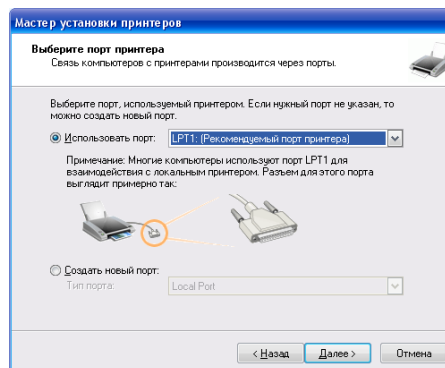 Мастер установки принтеров
Выберите порт принтера
Связь компьютеров с принтерами производится через порты.
Выберите порт, используемый принтером. Если нужный порт не указан, то
можно создать новый порт.
Использовать порт: LPT1: (Рекомендуемый порт принтера)
Примечание: Многие компьютеры используют порт LPT1 для
взаимодействия с локальным принтером. Разъем для этого порта
выглядит примерно так:
Создать новый порт:
Тип порта: Local Port
< Назад Далее > Отмена